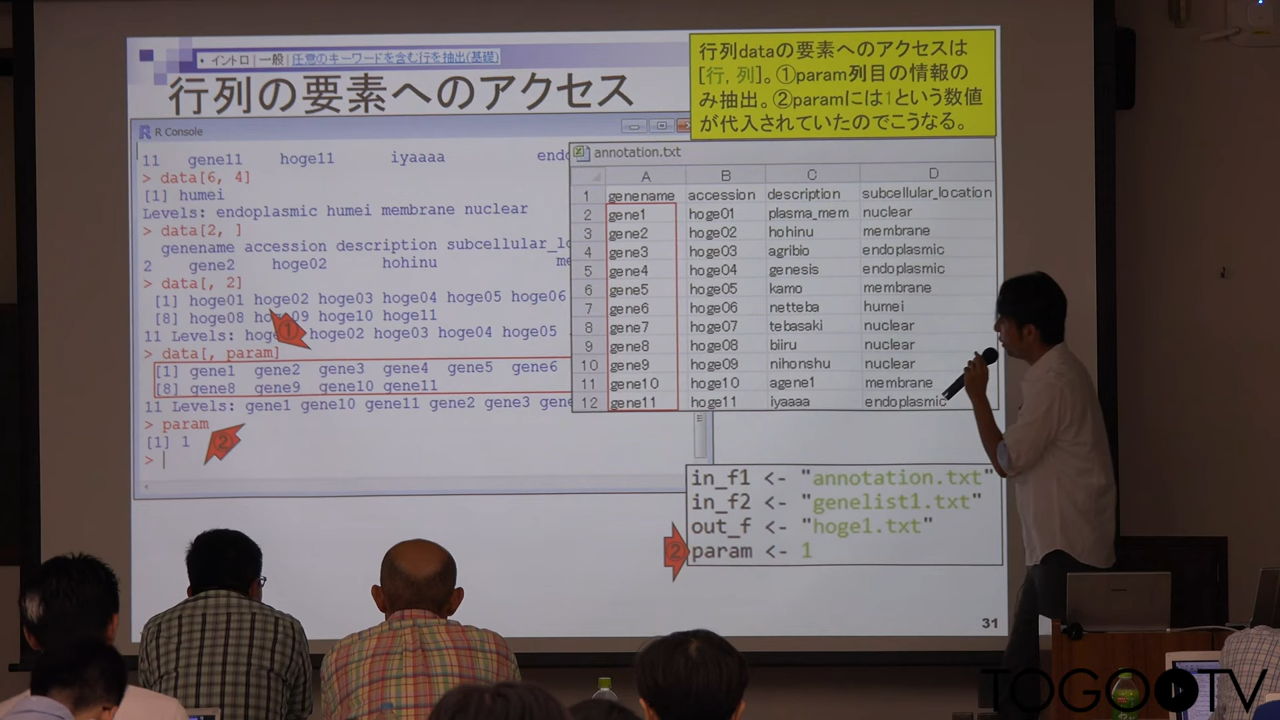 • イントロ | 一般 | 任意のキーワードを含む行を抽出(基礎)
行列の要素へのアクセス
行列dataの要素へのアクセスは
[行, 列]。①param列目の情報の
み抽出。②paramには1という数値
が代入されていたのでこうなる。
R Console
11 gene11 hoge11 iyaaaa
> data[6, 4]
[1] humei
Levels: endoplasmic humei membrane nuclear
> data[2, ]
genename accession description
2 gene2 hoge02 hohinu
> data[, 2]
[1] hoge01 hoge02 hoge03 hoge04 hoge05 hoge06
[8] hoge08 hoge09 hoge10 hoge11
11 Levels: hoge02 hoge03 hoge04 hoge05
①
> data[, param]
[1] gene1 gene2 gene3 gene4 gene5 gene6
[8] gene8 gene9 gene10 gene11
11 Levels: gene1 gene10 gene11 gene2 gene3
> param
[1] 1
②
>
annotation.txt
A B C D
1 genename accession description subcellular_location
2 gene1 hoge01 plasma_mem nuclear
3 gene2 hoge02 hohinu membrane
4 gene3 hoge03 agribio endoplasmic
5 gene4 hoge04 genesis endoplasmic
6 gene5 hoge05 kamo membrane
7 gene6 hoge06 netteba humei
8 gene7 hoge07 tebasaki nuclear
9 gene8 hoge08 biiru nuclear
10 gene9 hoge09 nihonshu nuclear
11 gene10 hoge10 agene1 membrane
12 gene11 hoge11 iyaaaa endoplasmic
in_f1 <- "annotation.txt"
in_f2 <- "genelist1.txt"
out_f <- "hoge1.txt"
② param <- 1
31
TOGOTV